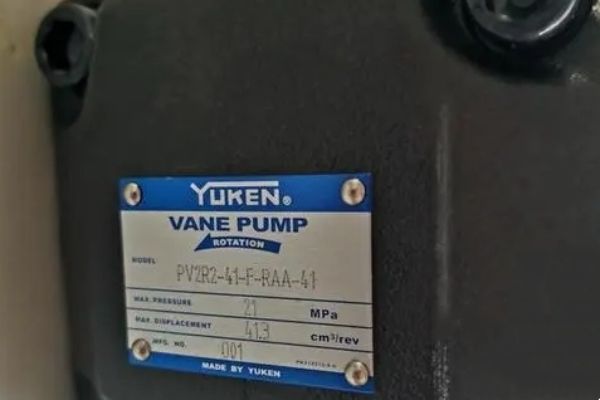 YUKEN®
VANE PUMP
ROTATION
MODEL PV2R2-41-F-RAA-41
MAX. PRESSURE 21 MPa
MAX. DISPLACEMENT 41.3 cm³/rev
MFG. NO. 001
MADE BY YUKEN